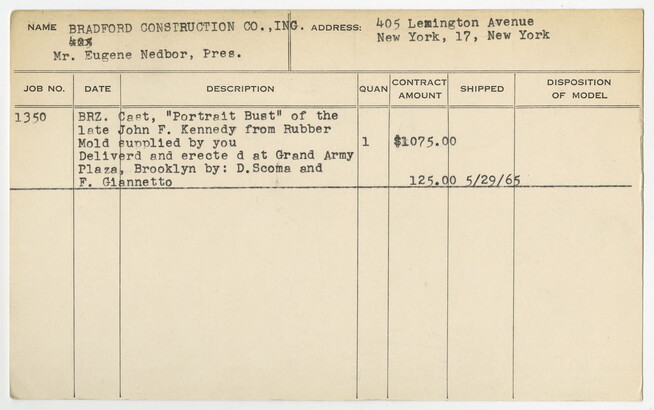 NAME BRADFORD CONSTRUCTION CO.,INC. ADDRESS: 405 Lemington Avenue
New York, 17, New York
Mr. Eugene Nedbor, Pres.
JOB NO. DATE DESCRIPTION QUAN CONTRACT AMOUNT SHIPPED DISPOSITION OF MODEL
1350 BRZ. Cast, "Portrait Bust" of the
late John F. Kennedy from Rubber
Mold supplied by you 1 $1075.00
Deliverd and erecte d at Grand Army
Plaza, Brooklyn by: D.Scoma and
F. Giannetto 125.00 5/29/65